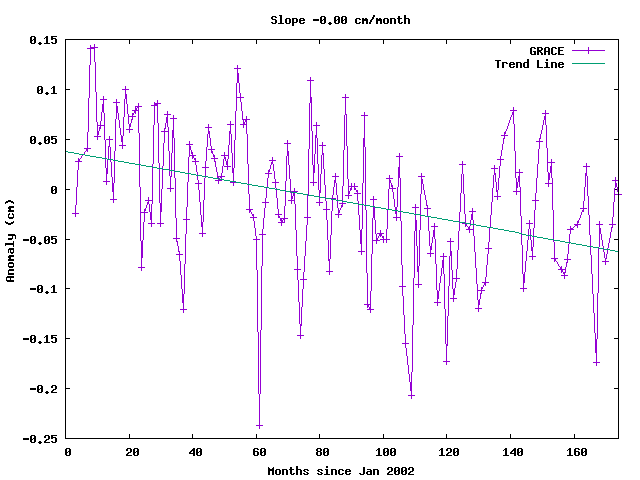 Slope -0.00 cm/month
GRACE
Trend Line
0.15
0.1
0.05
0
-0.05
-0.1
-0.15
-0.2
-0.25
Anomaly (cm)
0 20 40 60 80 100 120 140 160
Months since Jan 2002